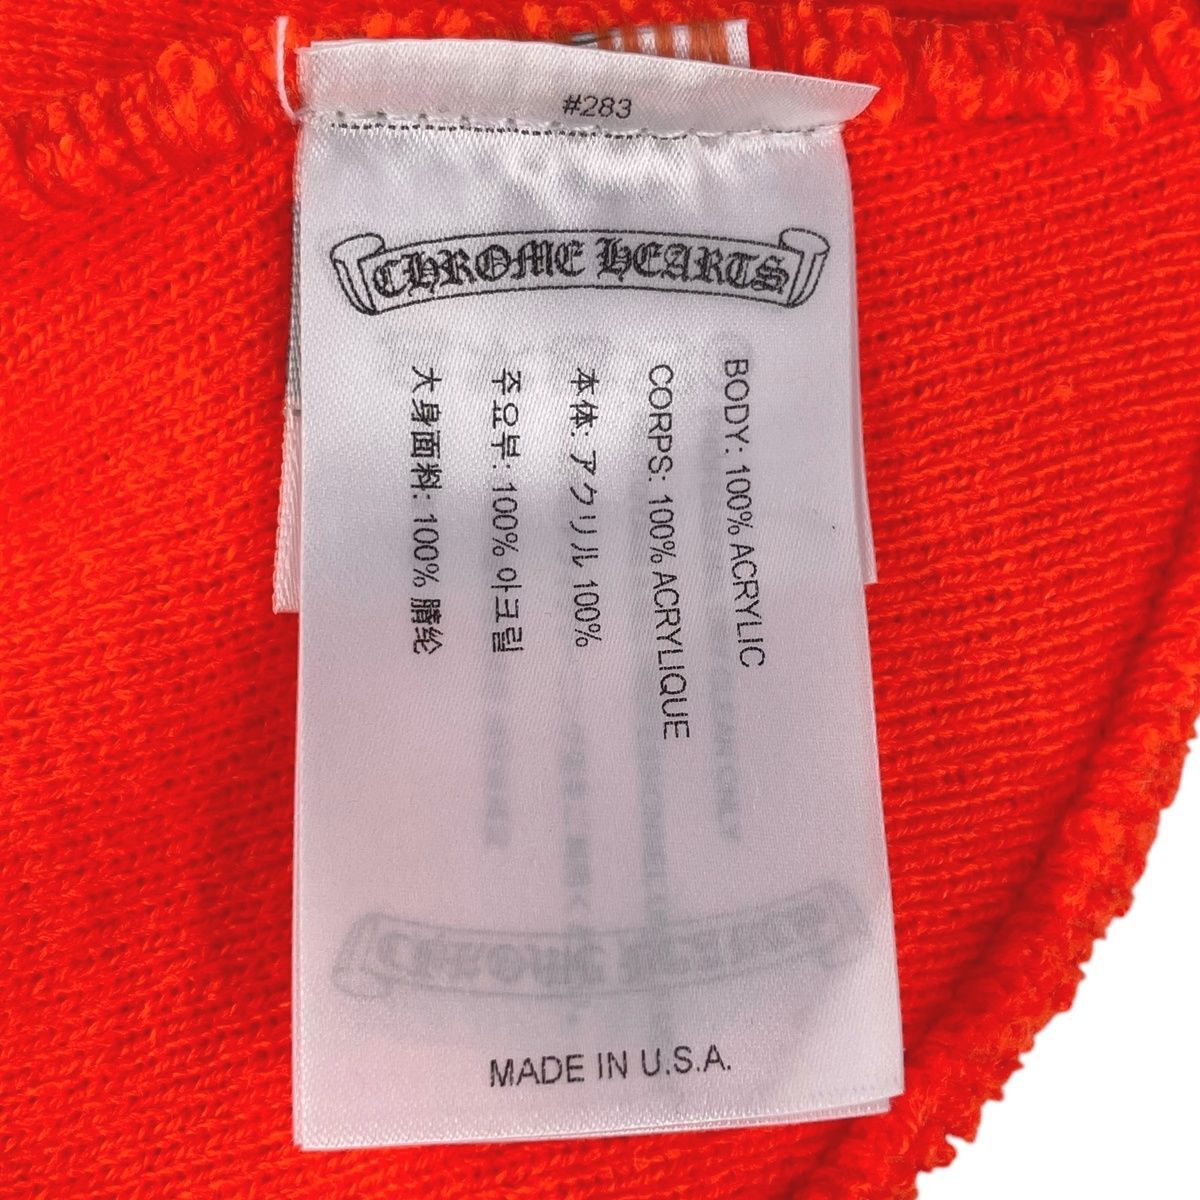 #283
CHROME HEARTS
BODY: 100% ACRYLIC
CORPS: 100% ACRYLIQUE
本体: アクリル 100%
주요부: 100% 아크릴
大身面料: 100% 腈纶
MADE IN U.S.A.